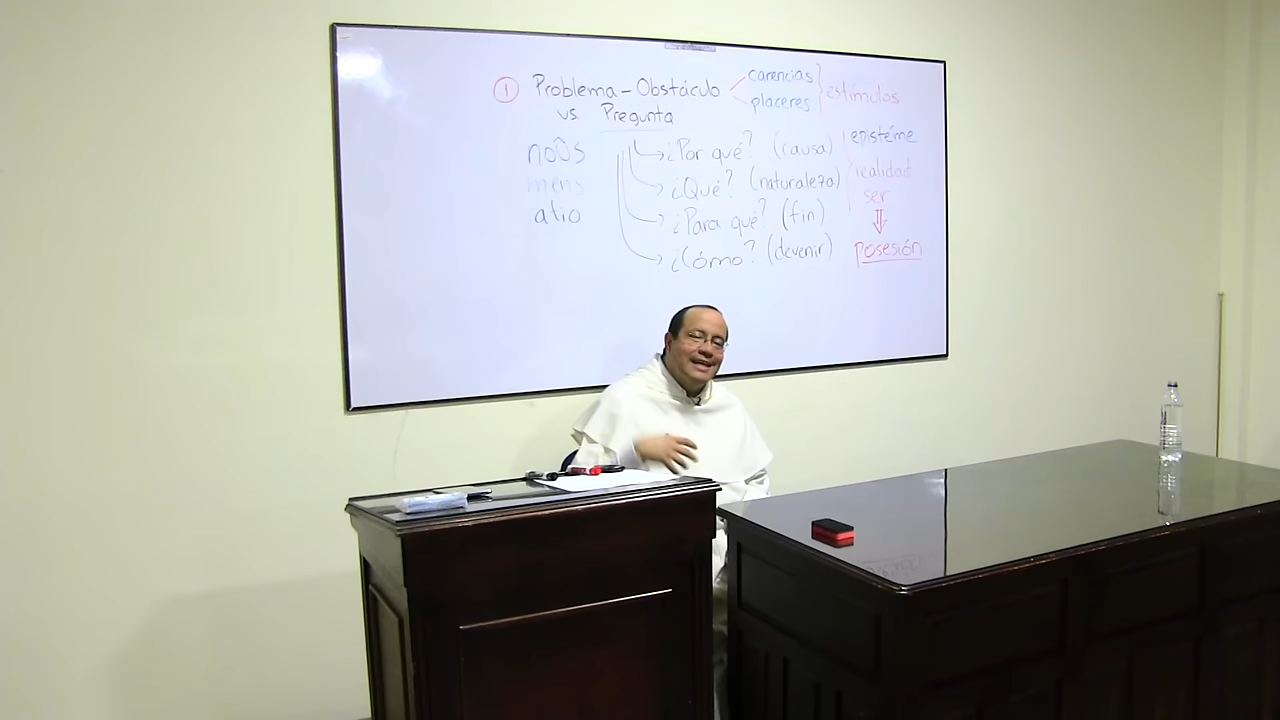 ① Problema – Obstáculo
carencias
placeres
estímulos
vs. Pregunta
noûs
mens
atio
¿Por qué? (causa)
¿Qué? (naturaleza)
¿Para qué? (fin)
¿Cómo? (devenir)
epistéme
realidad
ser
⇓
posesión